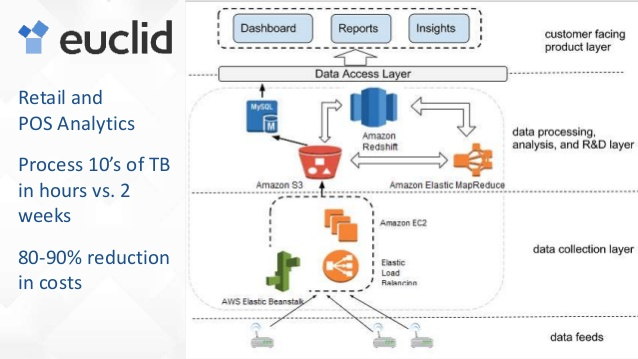 euclid
Retail and
POS Analytics
Process 10’s of TB
in hours vs. 2
weeks
80-90% reduction
in costs
Dashboard
Reports
Insights
customer facing
product layer
Data Access Layer
MySQL
M
Amazon
Redshift
data processing,
analysis, and R&D layer
Amazon S3
Amazon Elastic MapReduce
Amazon EC2
data collection layer
Elastic
Load
Balancing
AWS Elastic Beanstalk
data feeds